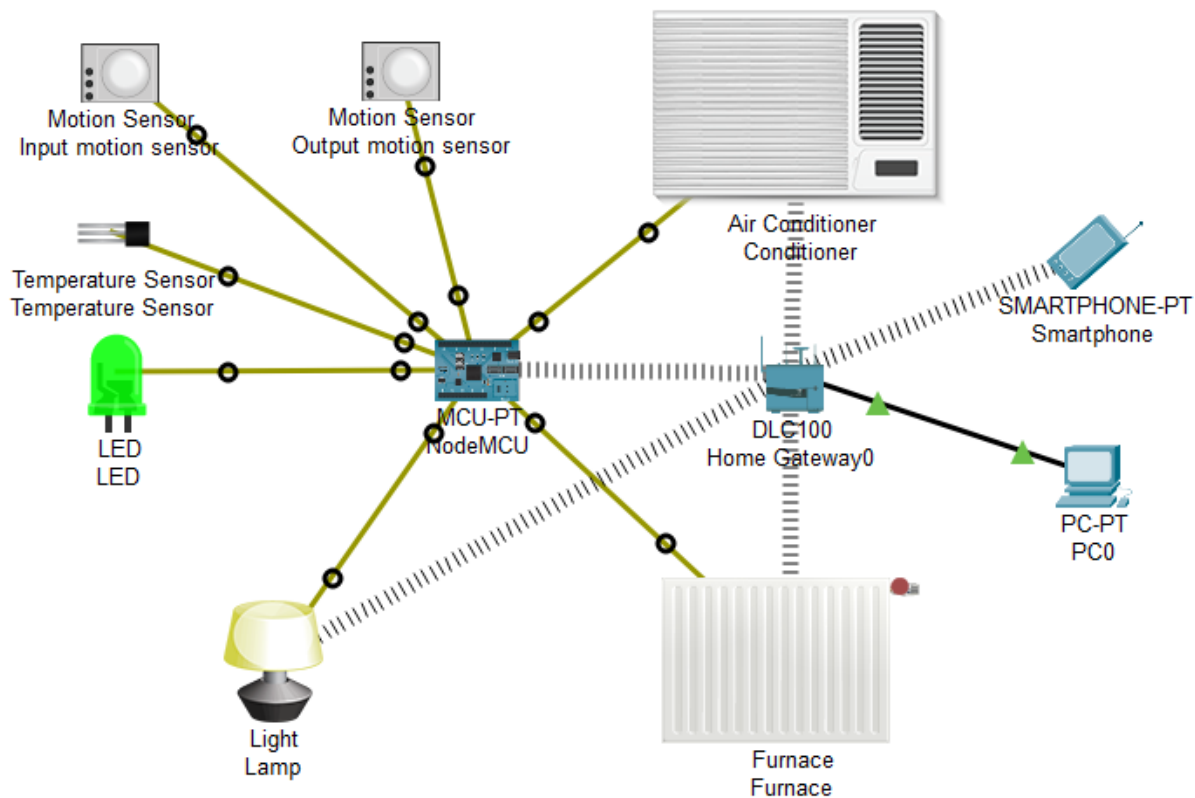 Motion Sensor
Input motion sensor
Motion Sensor
Output motion sensor
Air Conditioner
Conditioner
Temperature Sensor
Temperature Sensor
SMARTPHONE-PT
Smartphone
MCU-PT
NodeMCU
DLC100
Home Gateway0
LED
LED
PC-PT
PC0
Light
Lamp
Furnace
Furnace